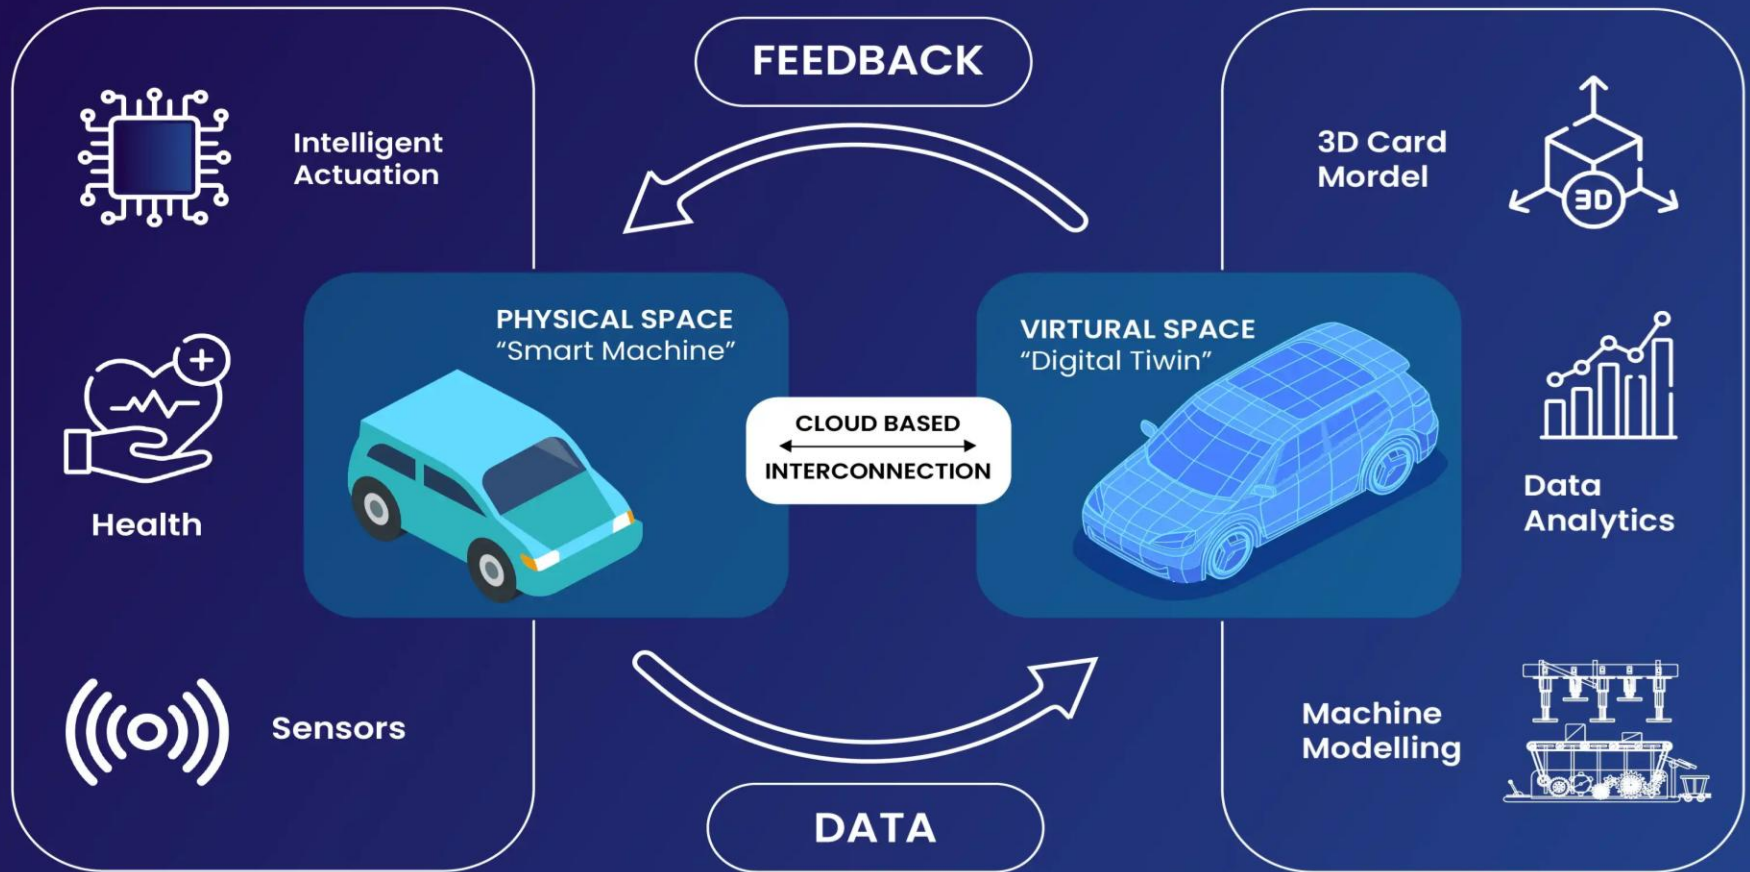 FEEDBACK
Intelligent
Actuation
3D Card
Mordel
3D
PHYSICAL SPACE
“Smart Machine”
VIRTURAL SPACE
“Digital Tiwin”
CLOUD BASED
INTERCONNECTION
Health
Data
Analytics
Sensors
Machine
Modelling
DATA